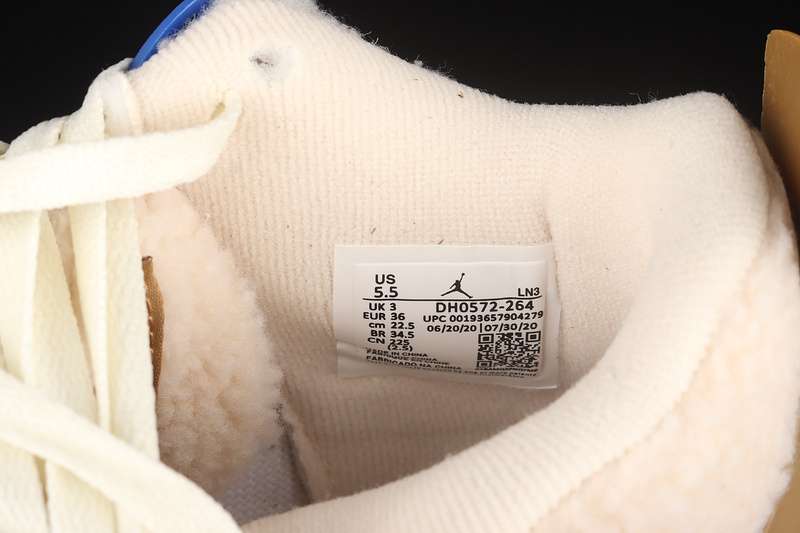 US
5.5
LN3
UK 3
DH0572-264
EUR 36
UPC 00193657904279
cm 22.5
06/20/20 07/30/20
BR 34.5
CN 225
(2.5)
MADE IN CHINA
FABRICADO NA CHINA